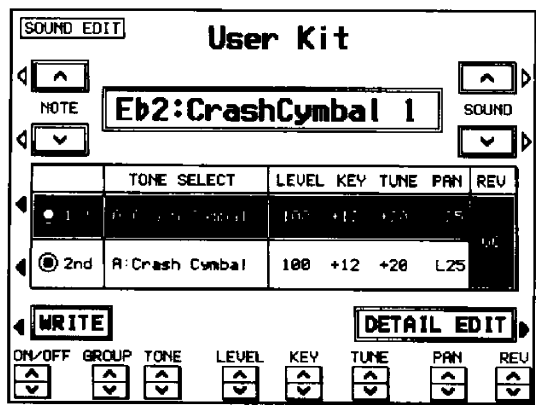 SOUND EDIT
User Kit
NOTE
E♭2:CrashCymbal 1
SOUND
TONE SELECT LEVEL KEY TUNE PAN REV
2nd A:Crash Cymbal 100 +12 +20 L25
WRITE
DETAIL EDIT
ON/OFF GROUP TONE LEVEL KEY TUNE PAN REV